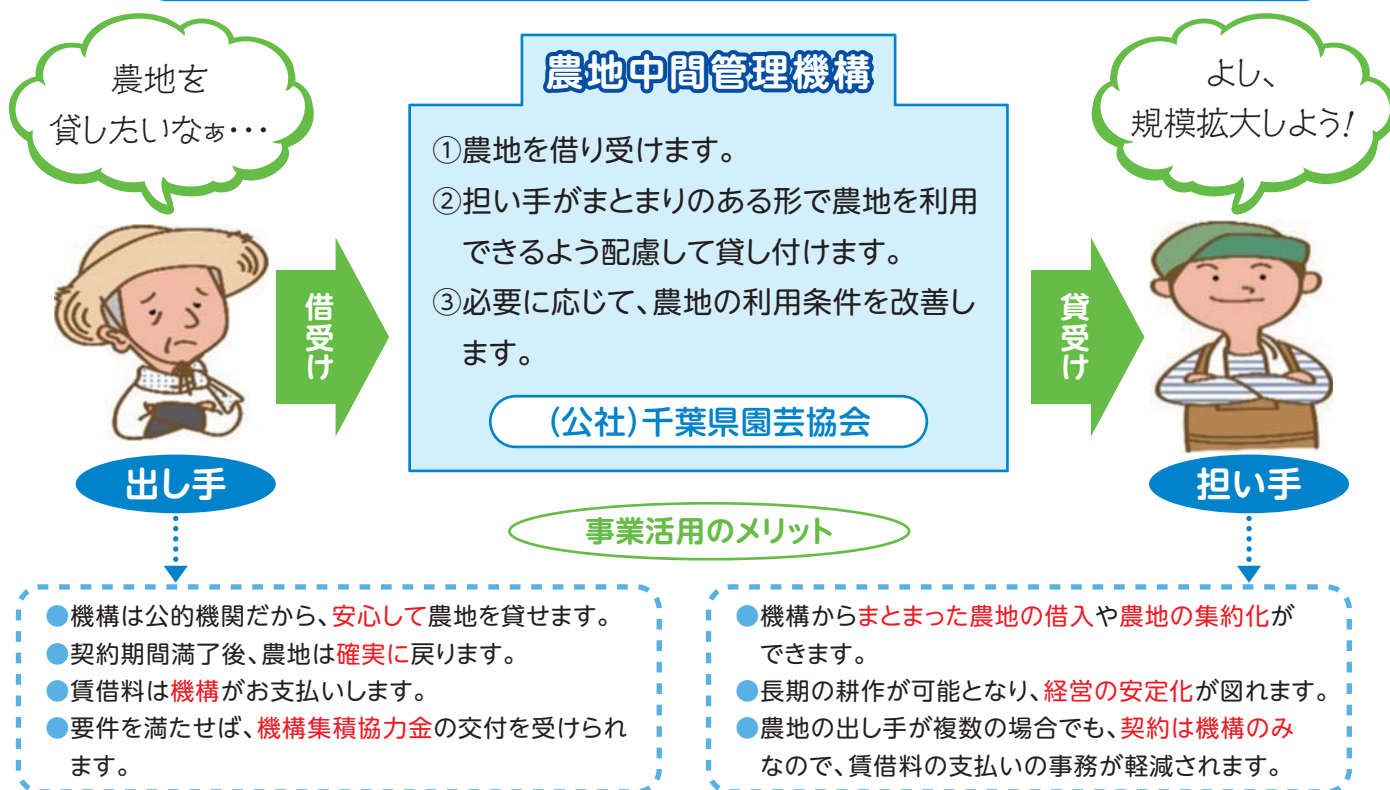 農地を
貸したいなぁ・・・
農地中間管理機構
よし、
規模拡大しよう!
①農地を借り受けます。
②担い手がまとまりのある形で農地を利用
できるよう配慮して貸し付けます。
③必要に応じて、農地の利用条件を改善し
ます。
(公社)千葉県園芸協会
借受け
貸受け
出し手
担い手
事業活用のメリット
●機構は公的機関だから、安心して農地を貸せます。
●契約期間満了後、農地は確実に戻ります。
●賃借料は機構がお支払いします。
●要件を満たせば、機構集積協力金の交付を受けられ
ます。
●機構からまとまった農地の借入や農地の集約化が
できます。
●長期の耕作が可能となり、経営の安定化が図れます。
●農地の出し手が複数の場合でも、契約は機構のみ
なので、賃借料の支払いの事務が軽減されます。